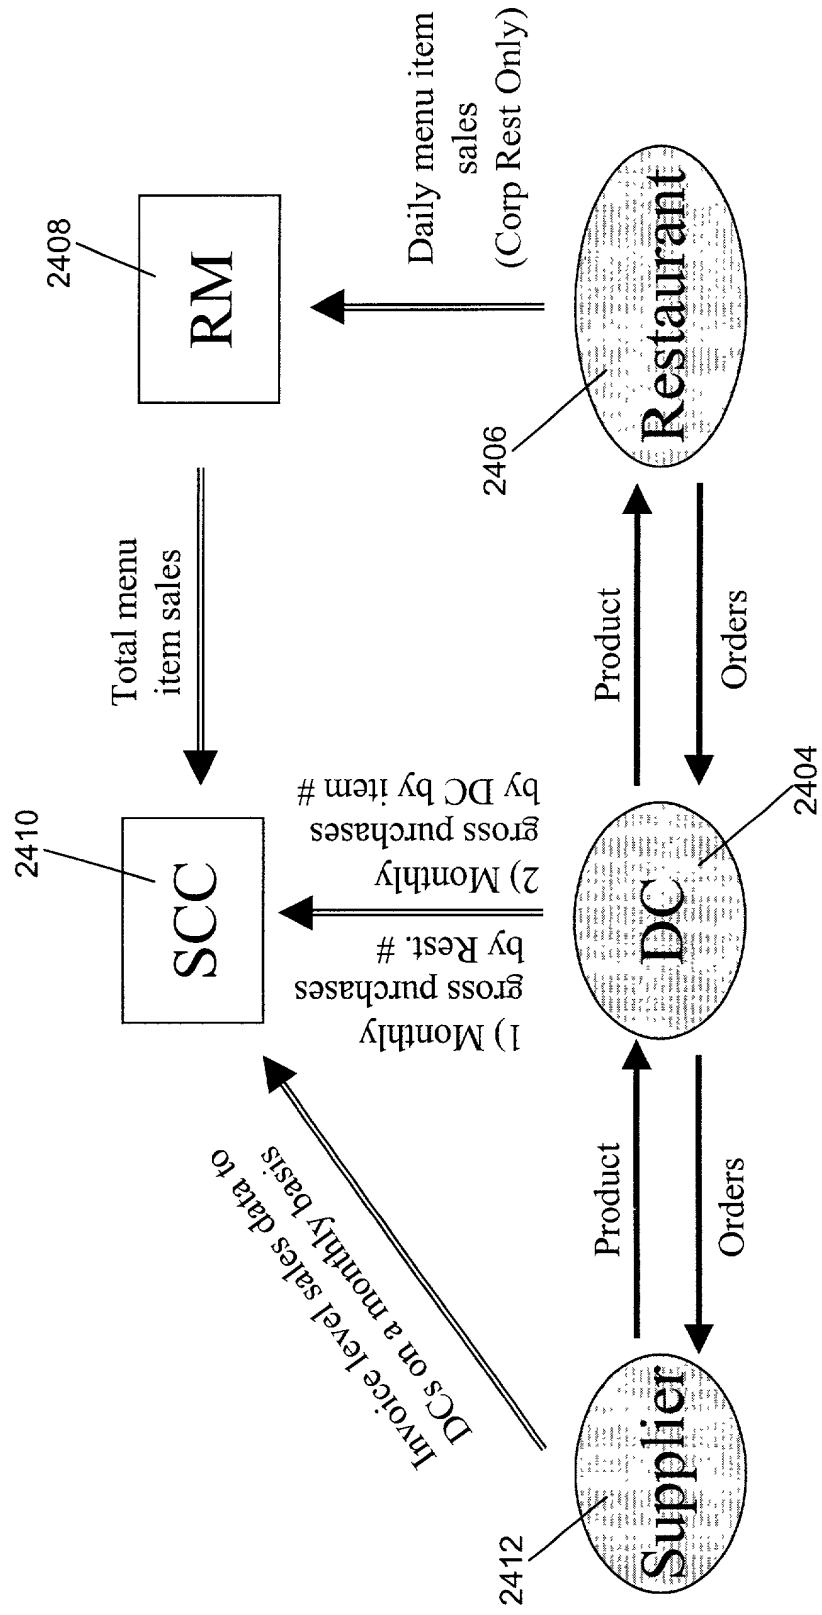 2410
SCC
Total menu
item sales
2408
RM
Invoice level sales data to
DCs on a monthly basis
1) Monthly
gross purchases
by Rest. #
2) Monthly
gross purchases
by DC by item #
Daily menu item
sales
(Corp Rest Only)
2412
Supplier
Product
Orders
DC
2404
Product
Orders
2406
Restaurant